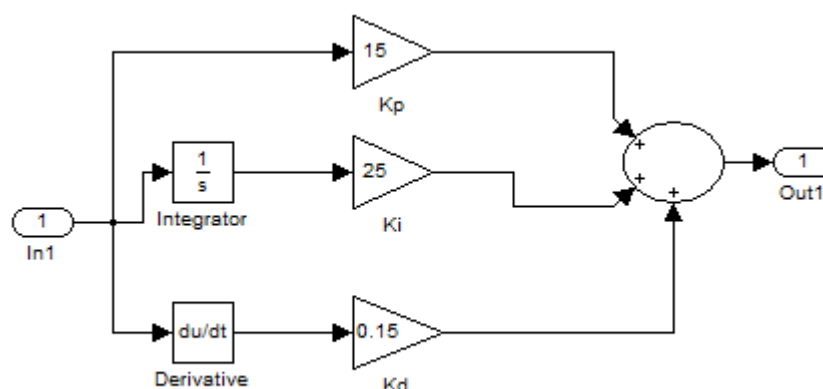 15
Kp
+
1
s
Integrator
25
Ki
+
+
1
In1
1
Out1
du/dt
Derivative
0.15
Kd